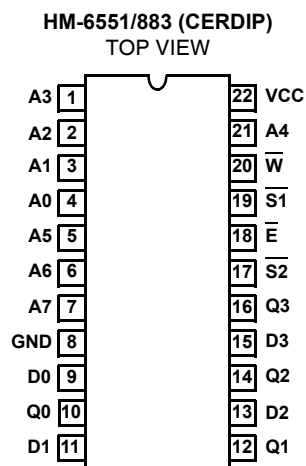 HM-6551/883 (CERDIP)
TOP VIEW
A3 1 22 VCC
A2 2 21 A4
A1 3 20 W̅
A0 4 19 S̅1̅
A5 5 18 E̅
A6 6 17 S̅2̅
A7 7 16 Q3
GND 8 15 D3
D0 9 14 Q2
Q0 10 13 D2
D1 11 12 Q1